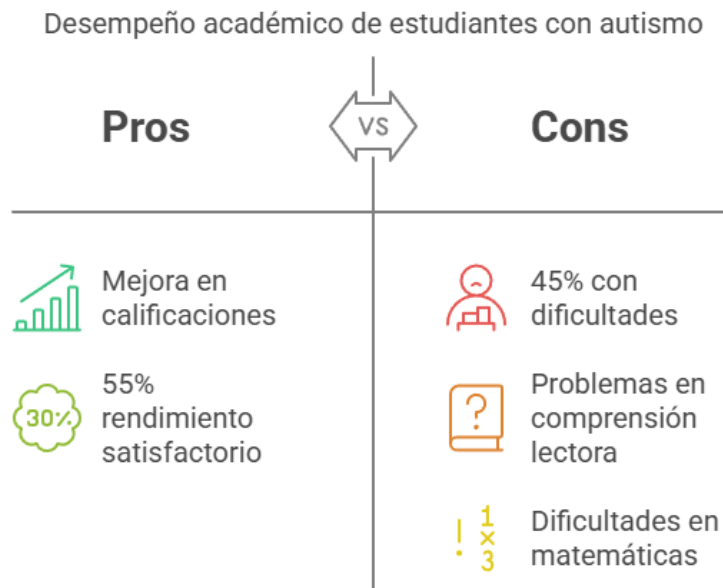 Desempeño académico de estudiantes con autismo
Pros
VS
Cons
Mejora en
calificaciones
30%
55%
rendimiento
satisfactorio
45% con
dificultades
?
Problemas en
comprensión
lectora
!
1
×
3
Dificultades en
matemáticas